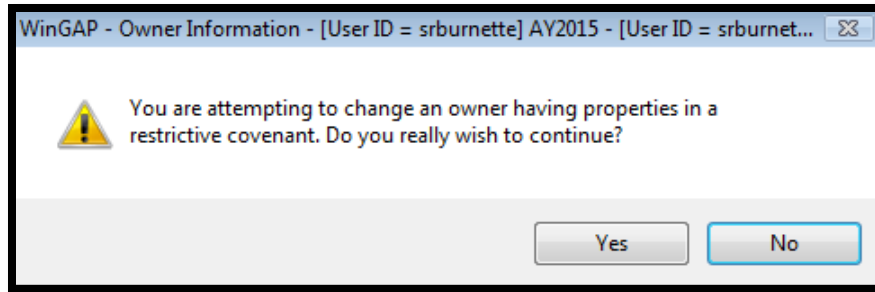 WinGAP - Owner Information - [User ID = srburnette] AY2015 - [User ID = srburnet...
You are attempting to change an owner having properties in a
restrictive covenant. Do you really wish to continue?
Yes No